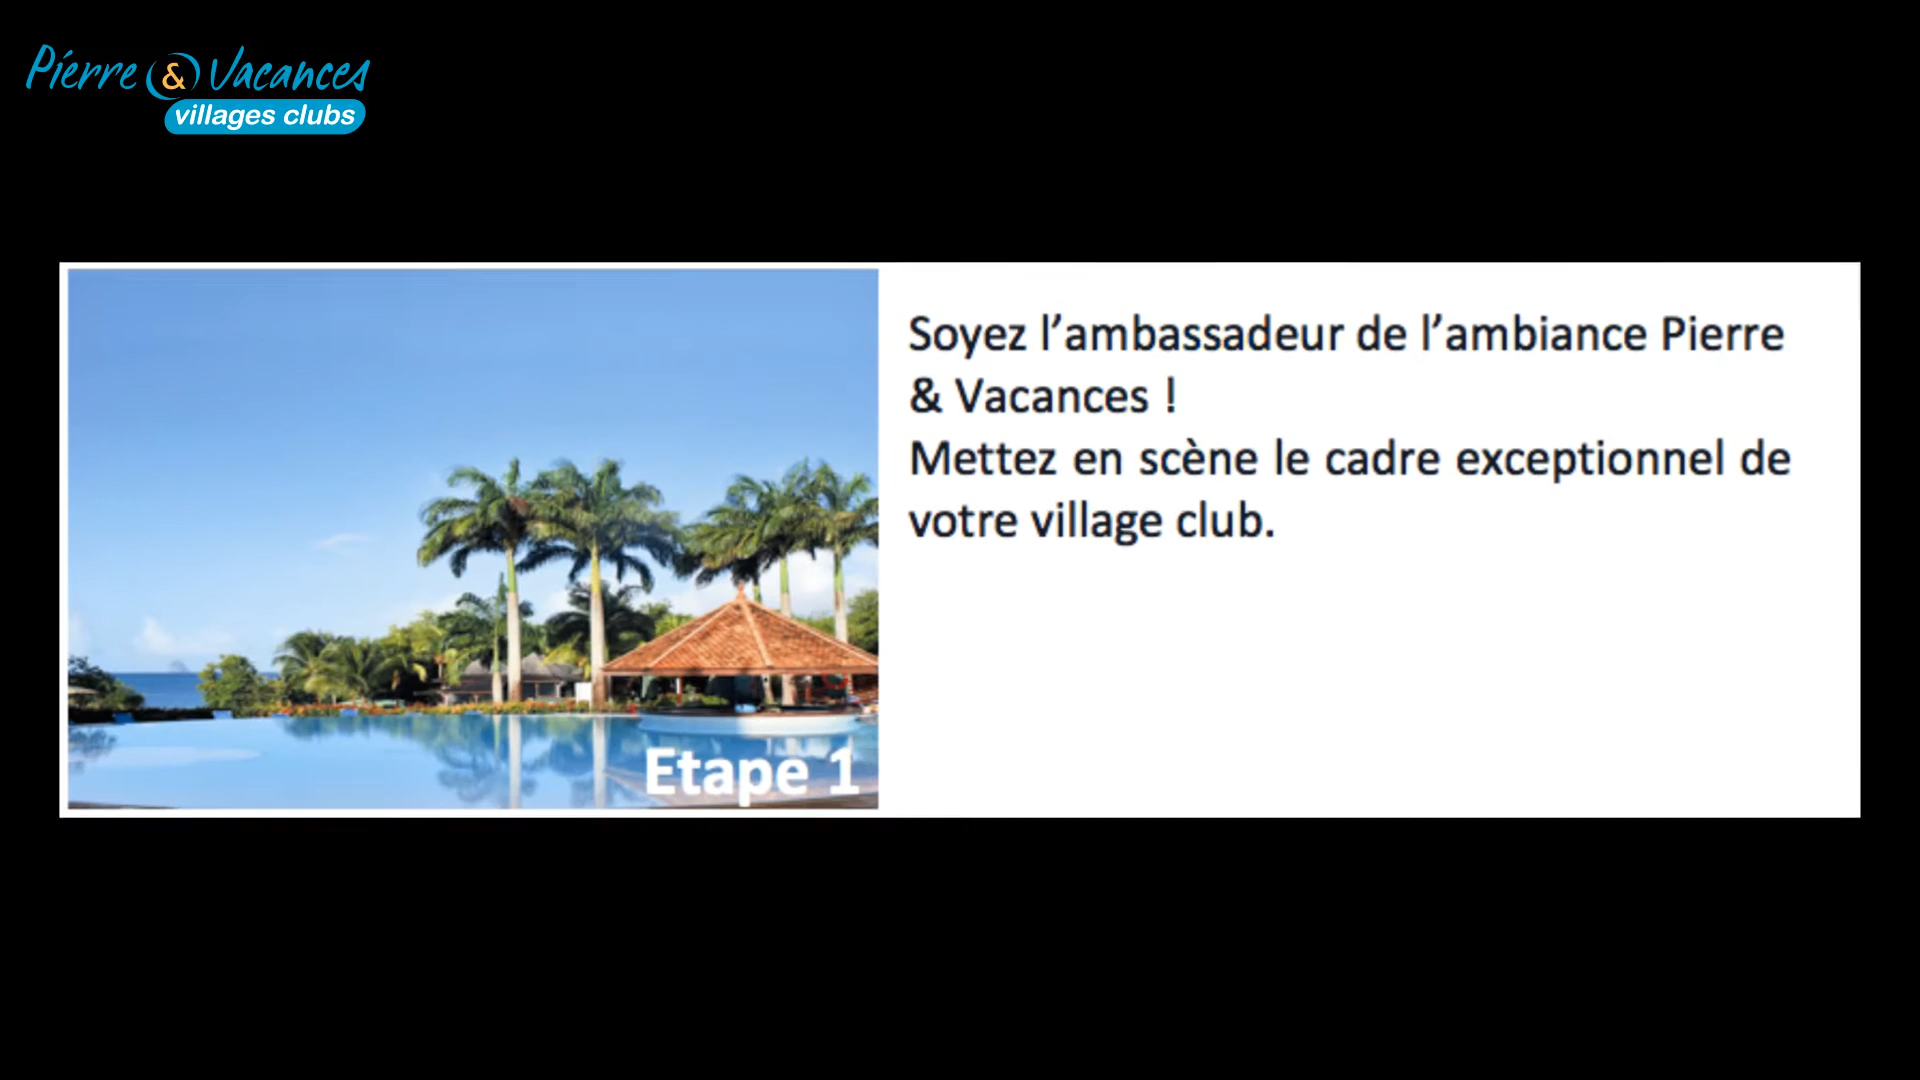 Pierre & Vacances
villages clubs
Soyez l’ambassadeur de l’ambiance Pierre
& Vacances !
Mettez en scène le cadre exceptionnel de
votre village club.
Etape 1